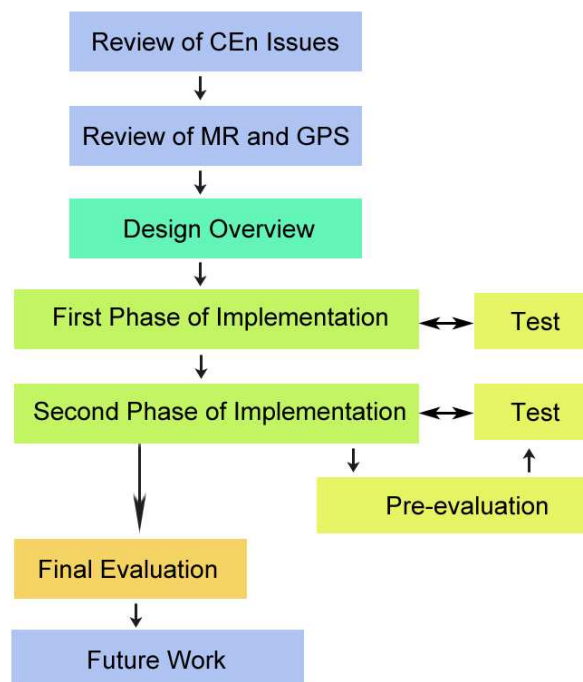 Review of CEn Issues
Review of MR and GPS
Design Overview
First Phase of Implementation
Test
Second Phase of Implementation
Test
Pre-evaluation
Final Evaluation
Future Work